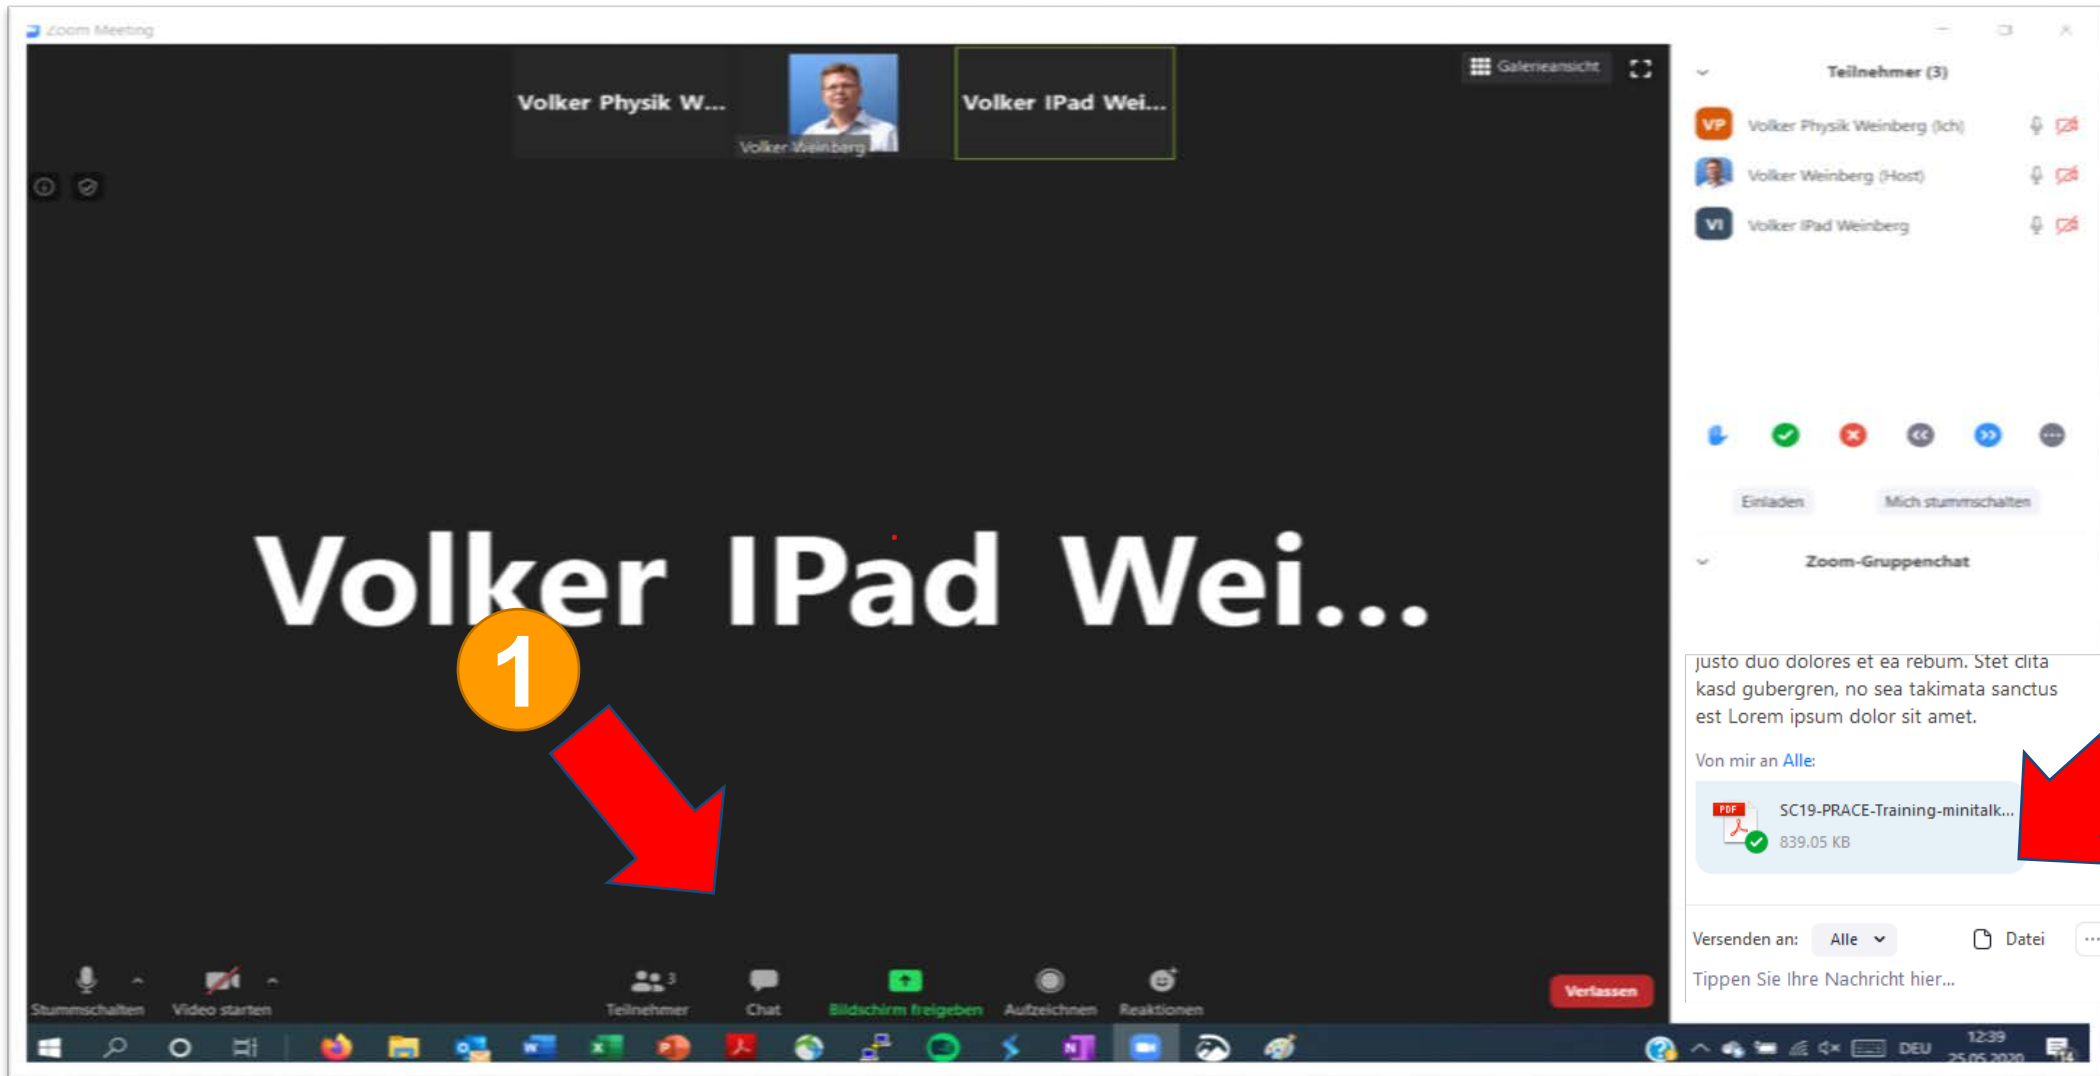 Zoom Meeting
Volker Physik W...
Volker Weinberg
Volker IPad Wei...
Galerieansicht
Volker IPad Wei...
1
Stummschalten
Video starten
3
Teilnehmer
Chat
Bildschirm freigeben
Aufzeichnen
Reaktionen
Verlassen
Teilnehmer (3)
VP Volker Physik Weinberg (Ich)
Volker Weinberg (Host)
VI Volker IPad Weinberg
Einladen
Mich stummschalten
Zoom-Gruppenchat
justo duo dolores et ea rebum. Stet clita
kasd gubergren, no sea takimata sanctus
est Lorem ipsum dolor sit amet.
Von mir an Alle:
PDF
SC19-PRACE-Training-minitalk...
839.05 KB
Versenden an: Alle
Datei
Tippen Sie Ihre Nachricht hier...
DEU
12:39
25.05.2020
14